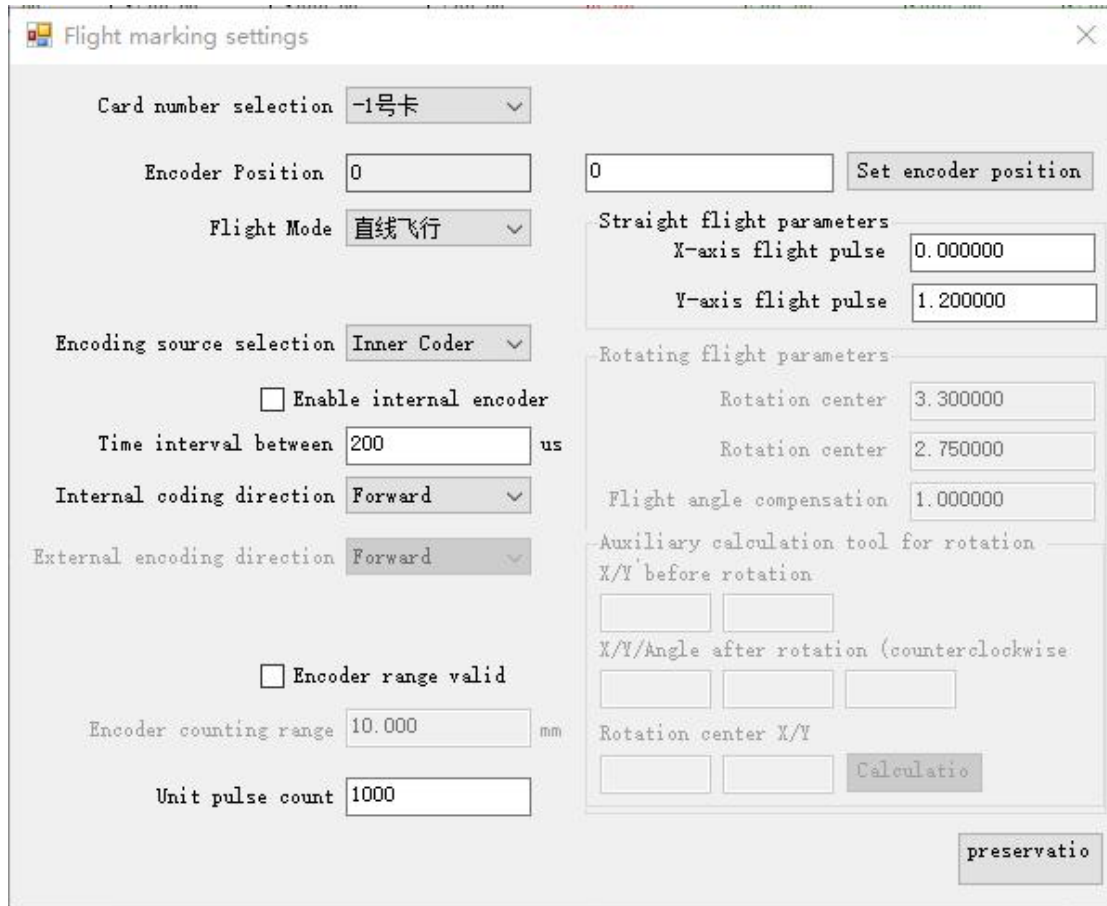 Flight marking settings
Card number selection -1号卡
Encoder Position 0 0 Set encoder position
Flight Mode 直线飞行
Straight flight parameters
X-axis flight pulse 0.000000
Y-axis flight pulse 1.200000
Encoding source selection Inner Coder
Rotating flight parameters
Enable internal encoder
Rotation center 3.300000
Time interval between 200 us
Rotation center 2.750000
Internal coding direction Forward
Flight angle compensation 1.000000
External encoding direction Forward
Auxiliary calculation tool for rotation
X/Y before rotation
X/Y/Angle after rotation (counterclockwise
Encoder range valid
Encoder counting range 10.000 mm
Rotation center X/Y
Calculatio
Unit pulse count 1000
preservatio